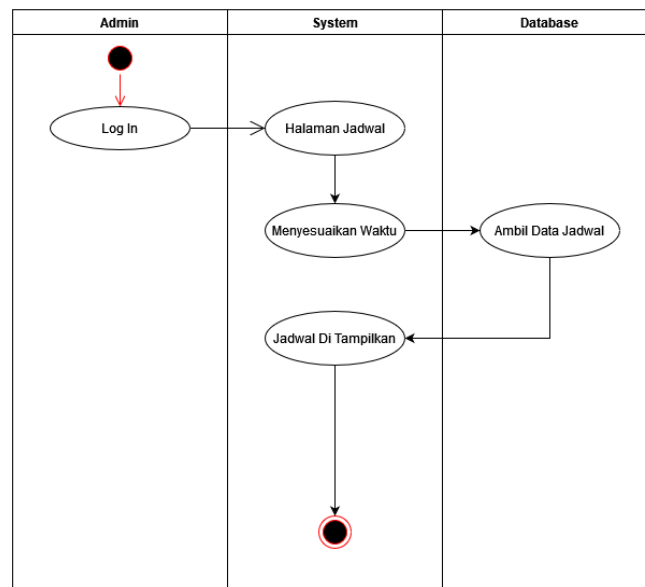 Admin
System
Database
Log In
Halaman Jadwal
Menyesuaikan Waktu
Ambil Data Jadwal
Jadwal Di Tampilkan